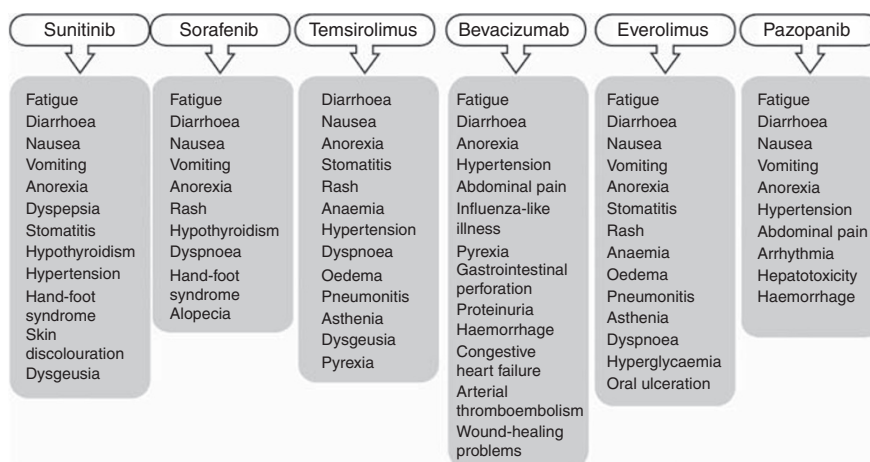 Sunitinib
Fatigue
Diarrhoea
Nausea
Vomiting
Anorexia
Dyspepsia
Stomatitis
Hypothyroidism
Hypertension
Hand-foot
syndrome
Skin
discolouration
Dysgeusia
Sorafenib
Fatigue
Diarrhoea
Nausea
Vomiting
Anorexia
Rash
Hypothyroidism
Dyspnoea
Hand-foot
syndrome
Alopecia
Temsirolimus
Diarrhoea
Nausea
Anorexia
Stomatitis
Rash
Anaemia
Hypertension
Dyspnoea
Oedema
Pneumonitis
Asthenia
Dysgeusia
Pyrexia
Bevacizumab
Fatigue
Diarrhoea
Anorexia
Hypertension
Abdominal pain
Influenza-like
illness
Pyrexia
Gastrointestinal
perforation
Proteinuria
Haemorrhage
Congestive
heart failure
Arterial
thromboembolism
Wound-healing
problems
Everolimus
Fatigue
Diarrhoea
Nausea
Vomiting
Anorexia
Stomatitis
Rash
Anaemia
Oedema
Pneumonitis
Asthenia
Dyspnoea
Hyperglycaemia
Oral ulceration
Pazopanib
Fatigue
Diarrhoea
Nausea
Vomiting
Anorexia
Hypertension
Abdominal pain
Arrhythmia
Hepatotoxicity
Haemorrhage